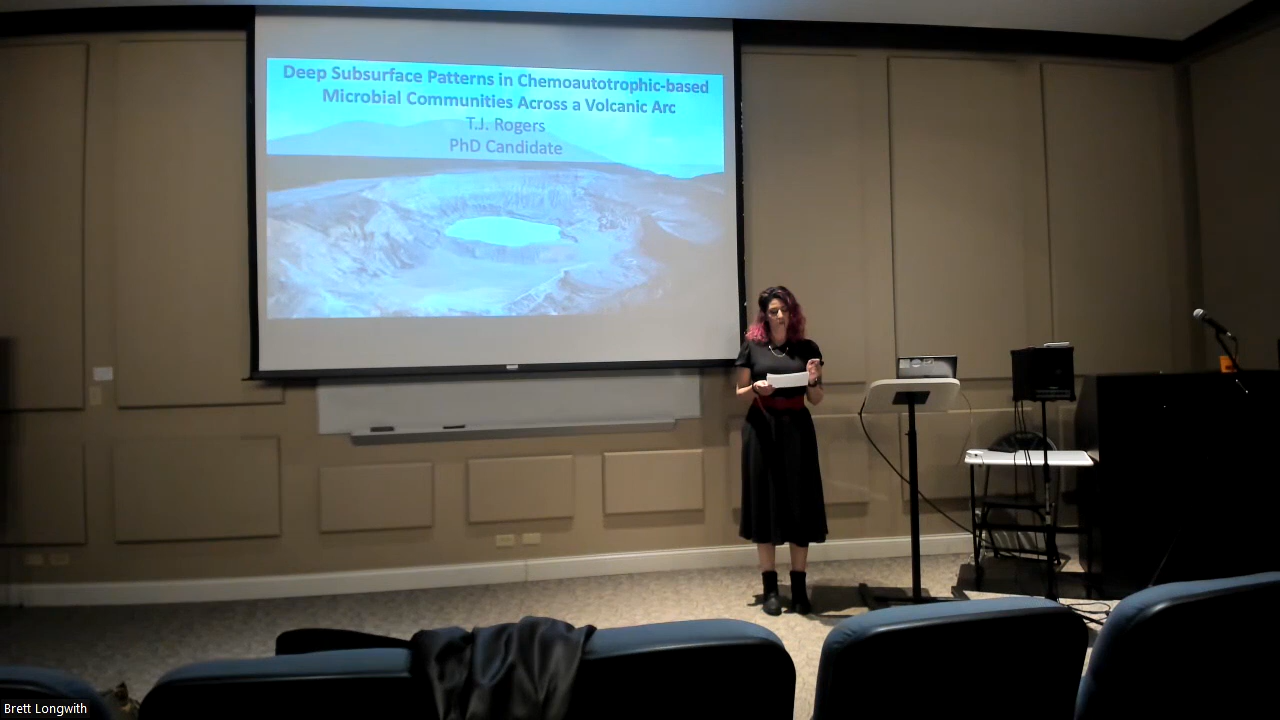 Deep Subsurface Patterns in Chemoautotrophic-based
Microbial Communities Across a Volcanic Arc
T.J. Rogers
PhD Candidate
Brett Longwith